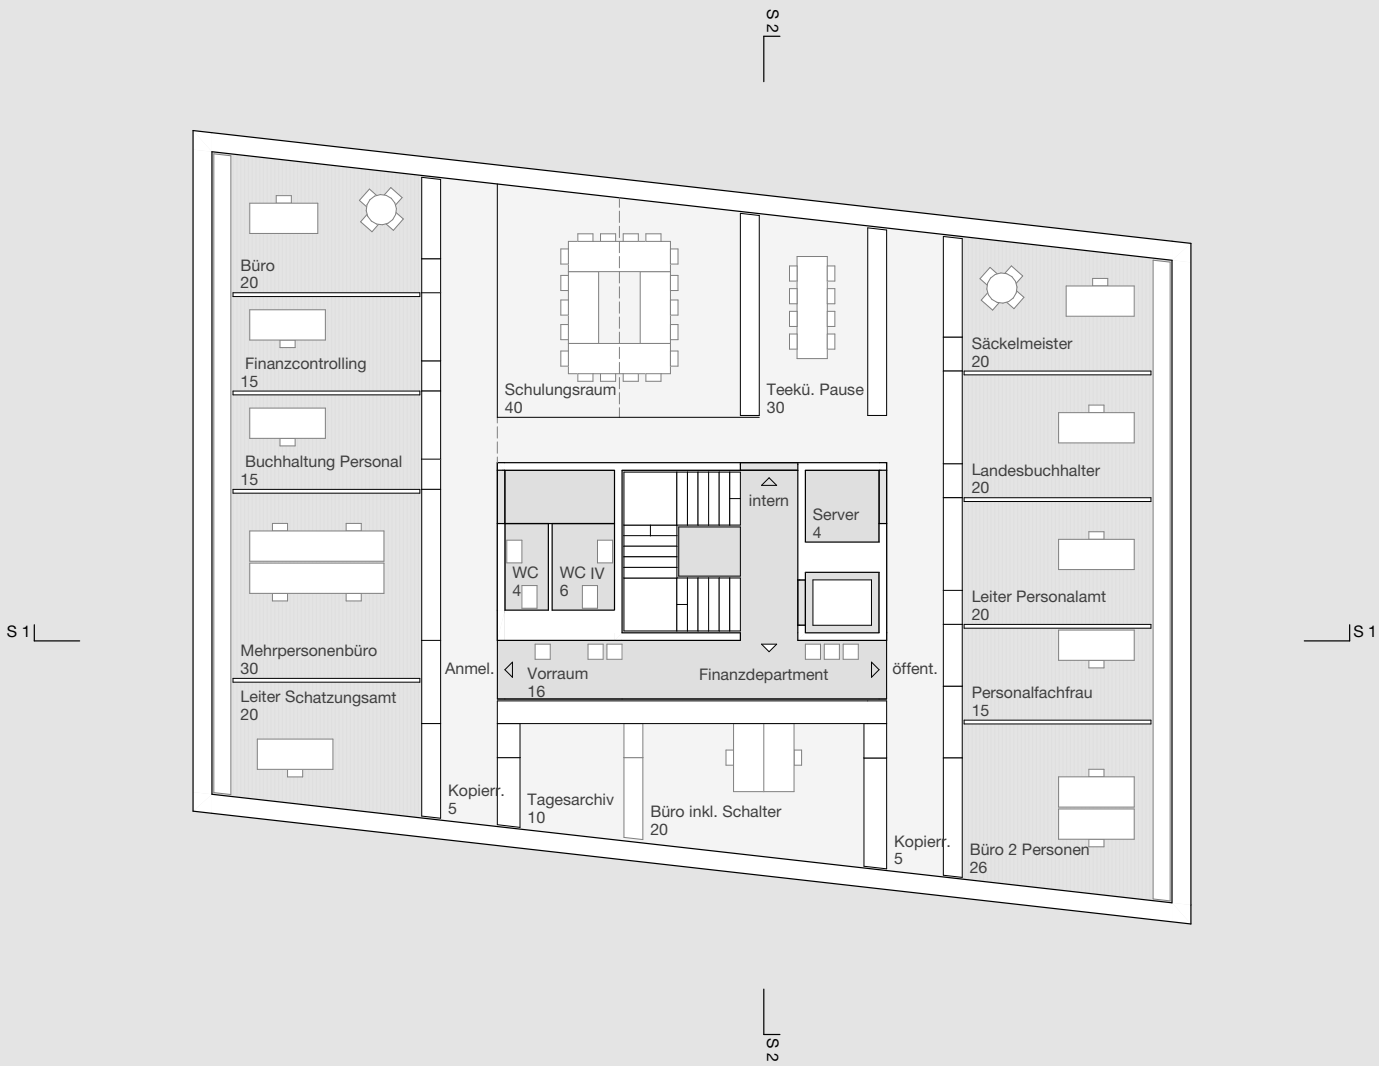 S 2
Büro
20
Finanzcontrolling
15
Buchhaltung Personal
15
Mehrpersonenbüro
30
Leiter Schatzungsamt
20
Schulungsraum
40
Teekü. Pause
30
Säckelmeister
20
Landesbuchhalter
20
Leiter Personalamt
20
Personalfachfrau
15
Büro 2 Personen
26
intern
Server
4
WC
4
WC IV
6
S 1
S 1
Anmel.
Vorraum
16
Finanzdepartment
öffent.
Kopierr.
5
Tagesarchiv
10
Büro inkl. Schalter
20
Kopierr.
5
S 2